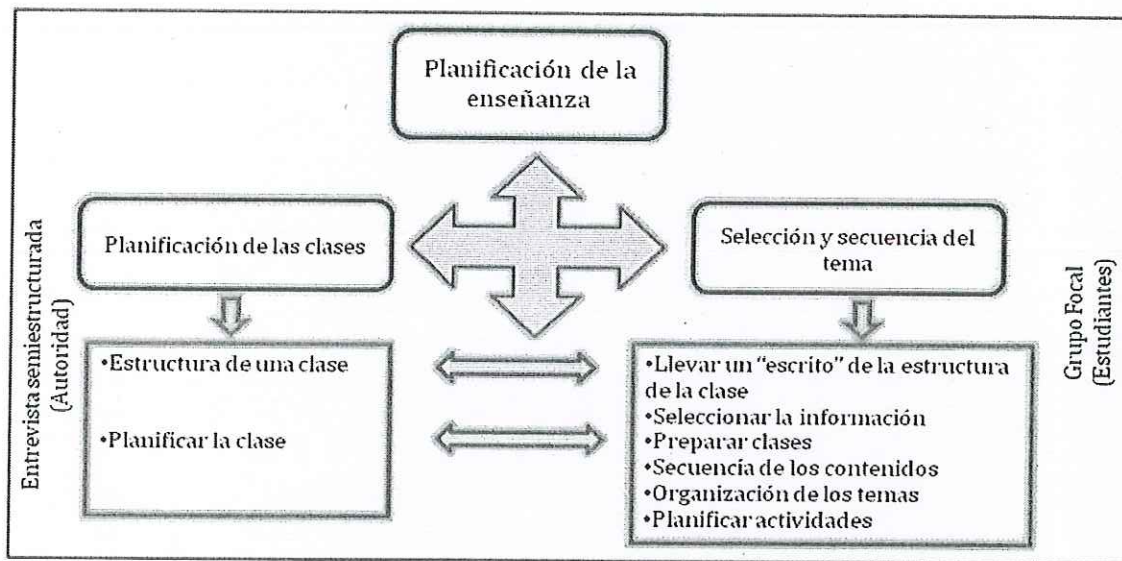 Planificación de la
enseñanza
Entrevista semiestructurada
(Autoridad)
Planificación de las clases
•Estructura de una clase
•Planificar la clase
Selección y secuencia del
tema
•Llevar un "escrito" de la estructura
de la clase
•Seleccionar la información
•Preparar clases
•Secuencia de los contenidos
•Organización de los temas
•Planificar actividades
Grupo Focal
(Estudiantes)